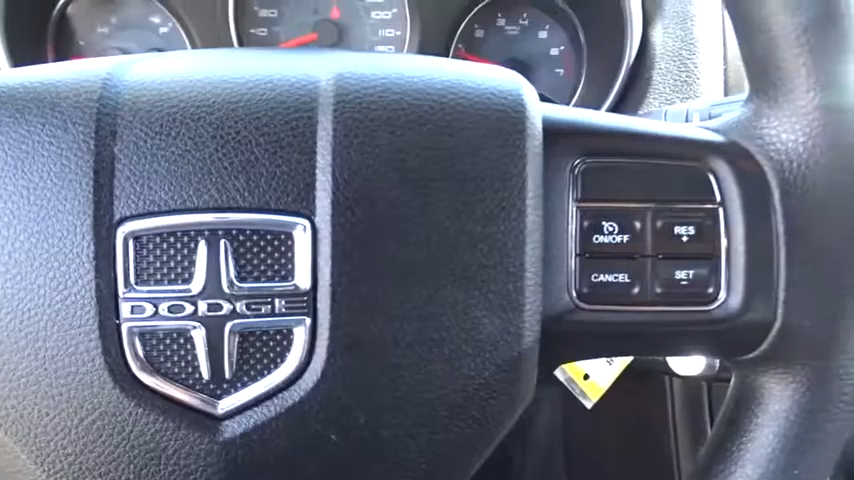 DODGE
ON/OFF
RES
+
CANCEL
SET
-